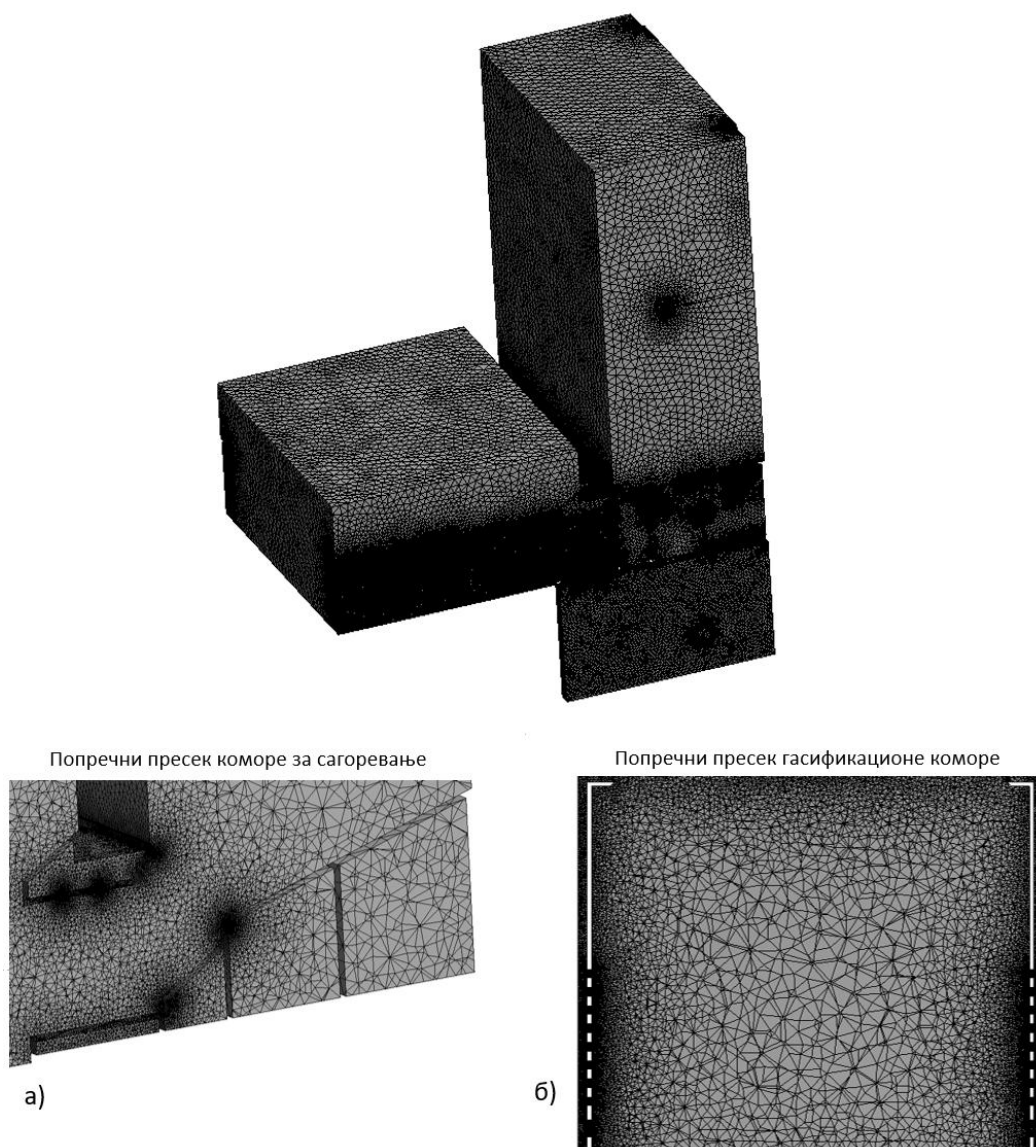 Попречни пресек коморе за сагоревање
Попречни пресек гасификационе коморе
а)
б)